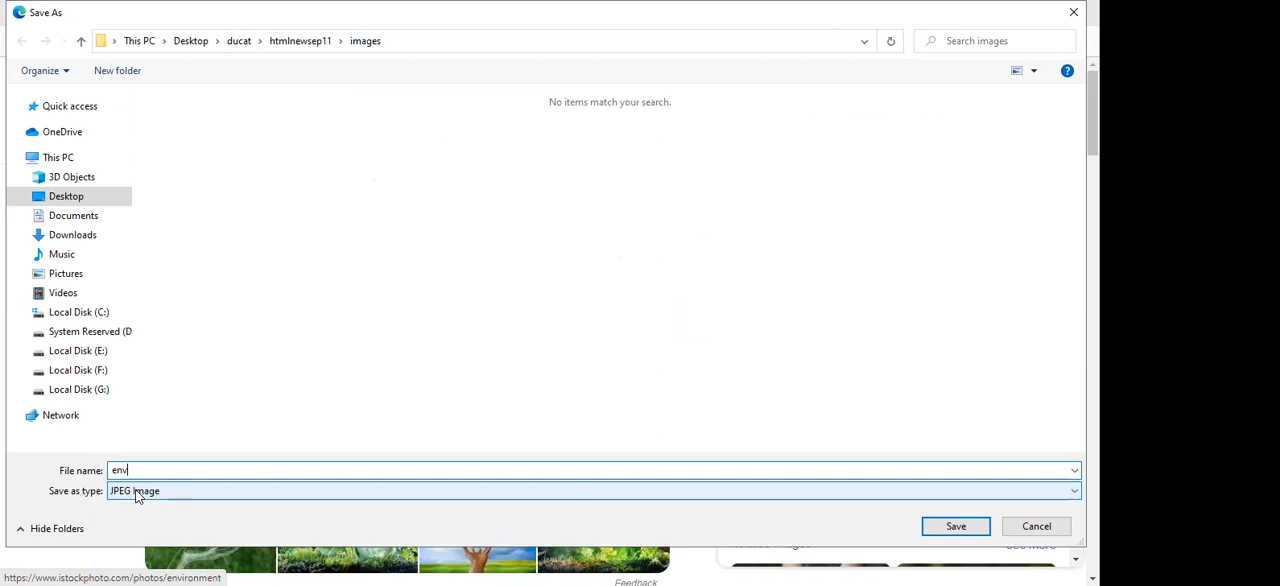 Save As
This PC > Desktop > ducat > htmlnewsep11 > images
Search images
Organize
New folder
No items match your search.
Quick access
OneDrive
This PC
3D Objects
Desktop
Documents
Downloads
Music
Pictures
Videos
Local Disk (C:)
System Reserved (D
Local Disk (E:)
Local Disk (F:)
Local Disk (G:)
Network
File name: env
Save as type: JPEG Image
Hide Folders
Save
Cancel
https://www.istockphoto.com/photos/environment
Feedback